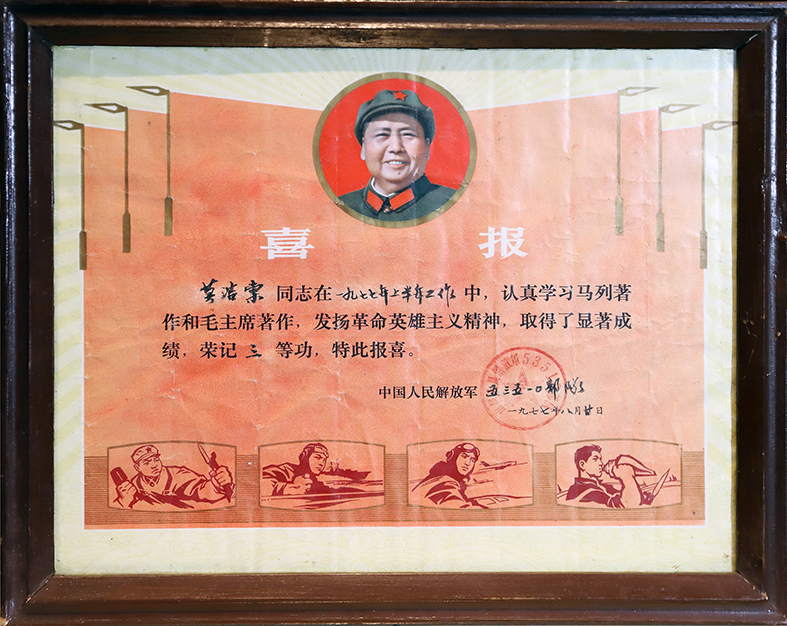 喜报
莫浩棠同志在一九七七年上半年工作中，认真学习马列著
作和毛主席著作，发扬革命英雄主义精神，取得了显著成
绩，荣记三等功，特此报喜。
中国人民解放军五三五一〇部队
一九七七年八月廿日